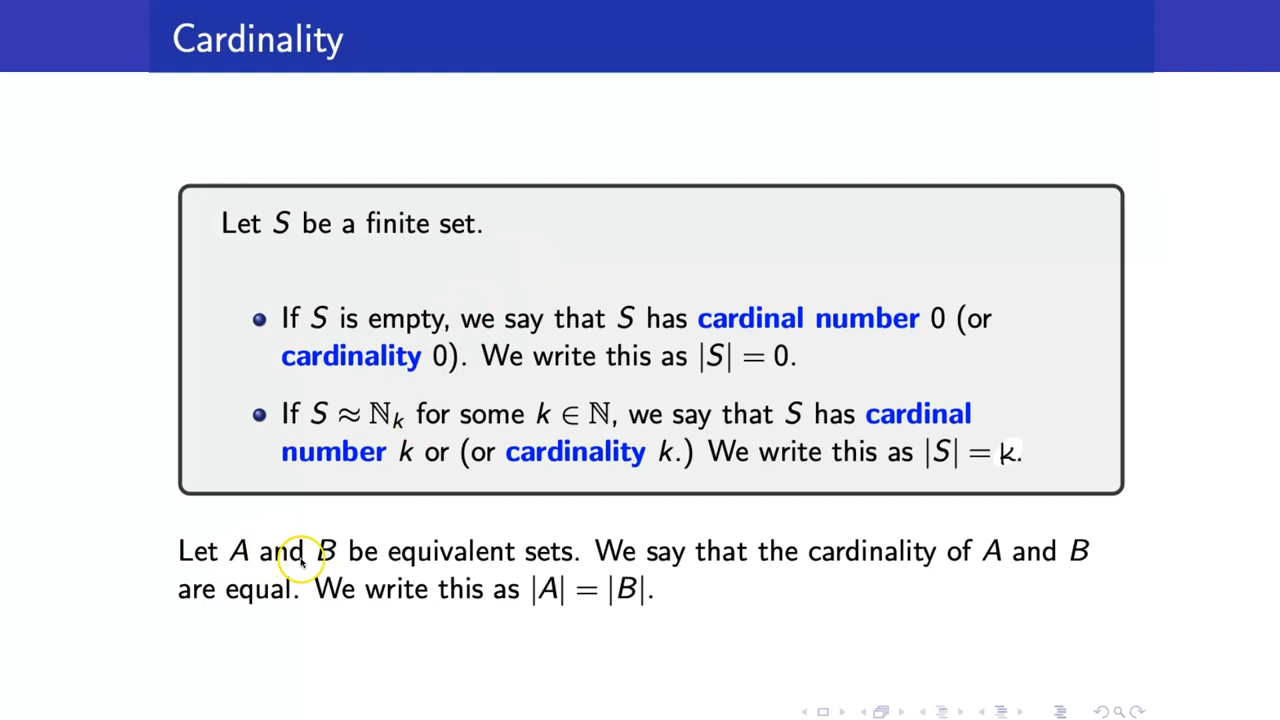 Cardinality
Let S be a finite set.
If S is empty, we say that S has cardinal number 0 (or
cardinality 0). We write this as |S| = 0.
If S ≈ ℕₖ for some k ∈ ℕ, we say that S has cardinal
number k or (or cardinality k.) We write this as |S| = k.
Let A and B be equivalent sets. We say that the cardinality of A and B
are equal. We write this as |A| = |B|.